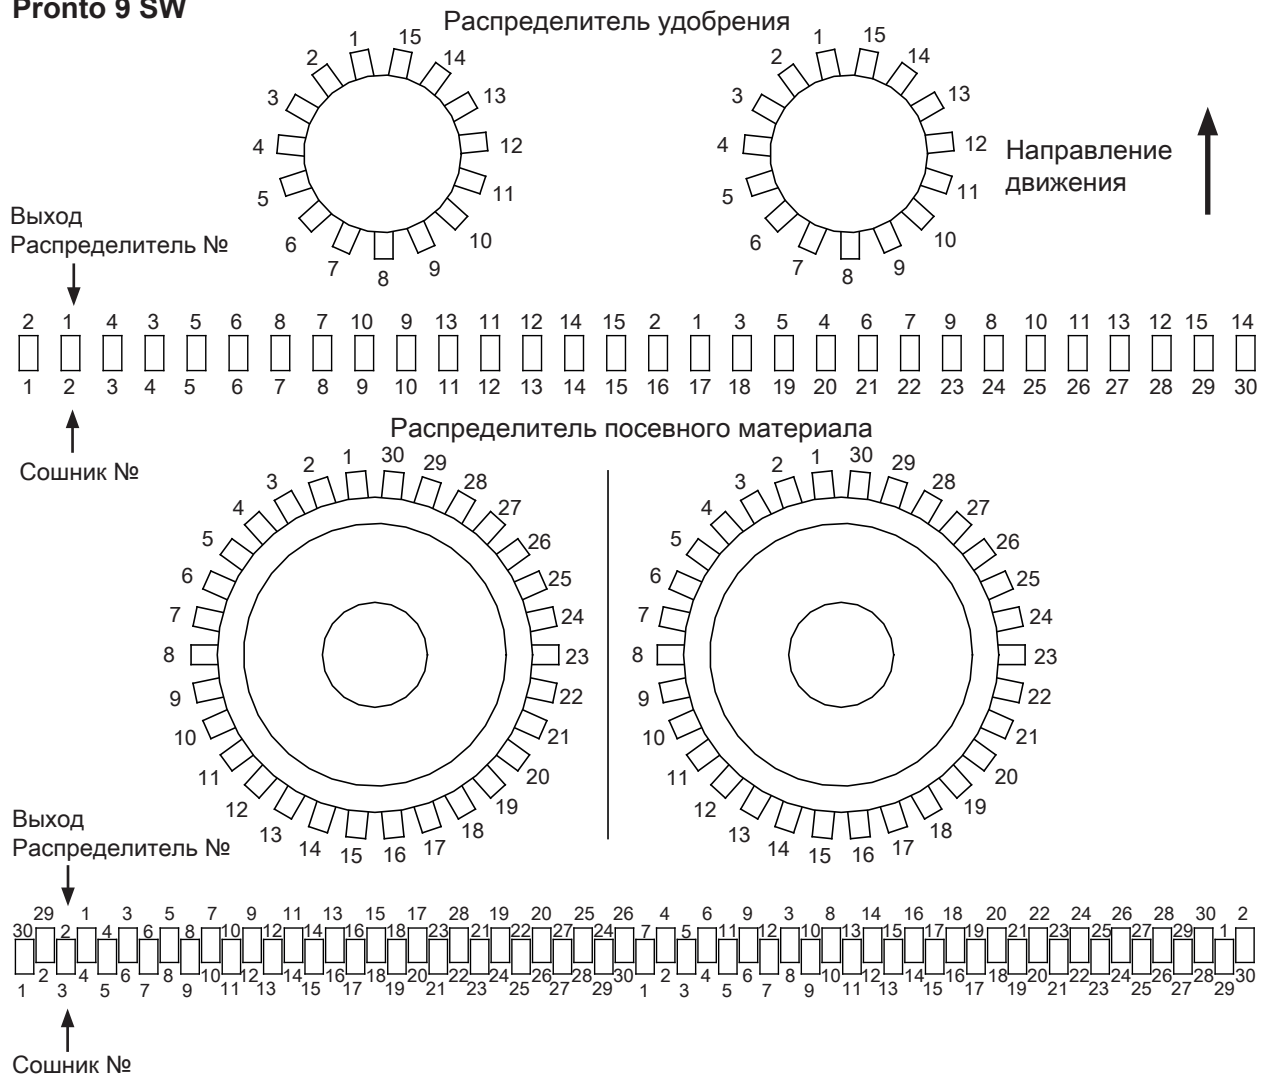 Pronto 9 SW
Распределитель удобрения
1 15 1 15
2 14 2 14
3 13 3 13
4 12 4 12
Направление
движения
5 11 5 11
6 10 6 10
7 9 7 9
8 8
Выход
Распределитель №
2 1 4 3 5 6 8 7 10 9 13 11 12 14 15 2 1 3 5 4 6 7 9 8 10 11 13 12 15 14
1 2 3 4 5 6 7 8 9 10 11 12 13 14 15 16 17 18 19 20 21 22 23 24 25 26 27 28 29 30
Сошник №
Распределитель посевного материала
1 30 1 30
2 29 2 29
3 28 3 28
4 27 4 27
5 26 5 26
6 25 6 25
7 24 7 24
8 23 8 23
9 22 9 22
10 21 10 21
11 20 11 20
12 19 12 19
13 18 13 18
14 17 14 17
15 16 15 16
Выход
Распределитель №
29 1 3 5 7 9 11 13 15 17 28 19 20 25 26 4 6 9 3 8 14 16 18 20 22 24 26 28 30 2
30 2 4 6 8 10 12 14 16 18 23 21 22 27 24 7 5 11 12 10 13 15 17 19 21 23 25 27 29 1
2 4 6 8 10 12 14 16 18 20 22 24 26 28 30 2 4 6 8 10 12 14 16 18 20 22 24 26 28 30
1 3 5 7 9 11 13 15 17 19 21 23 25 27 29 1 3 5 7 9 11 13 15 17 19 21 23 25 27 29
Сошник №